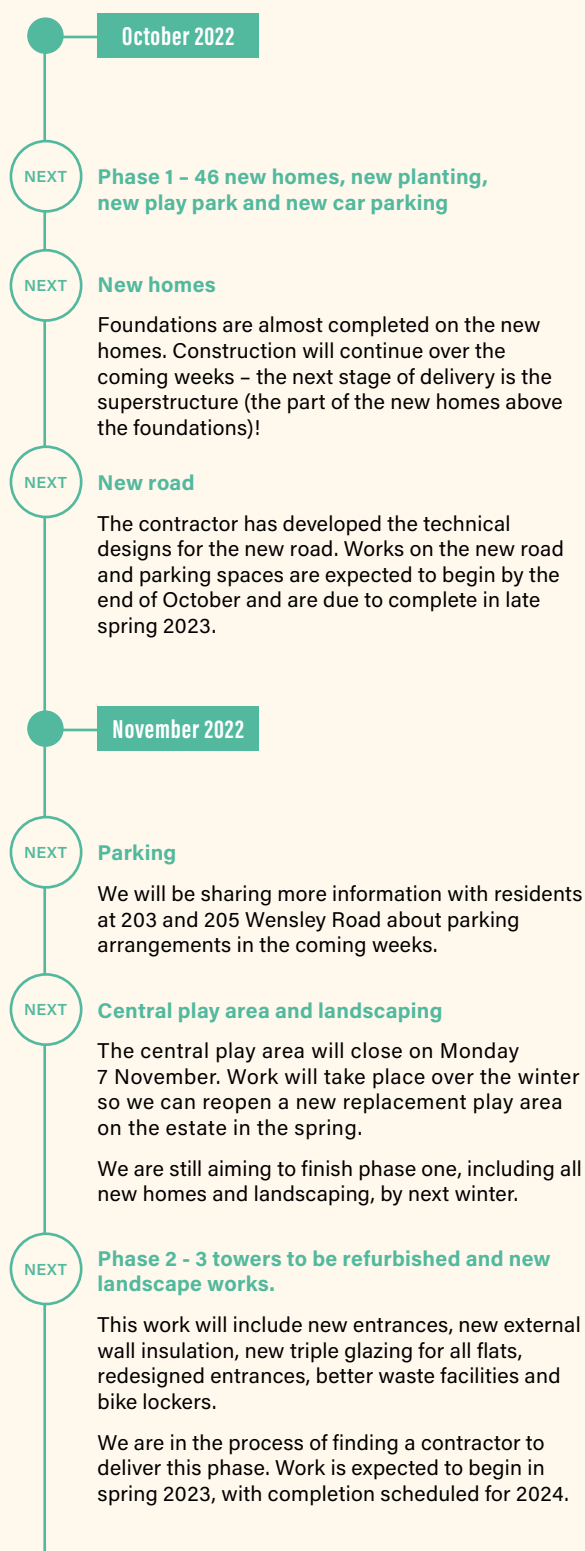 October 2022
NEXT
Phase 1 – 46 new homes, new planting,
new play park and new car parking
NEXT
New homes
Foundations are almost completed on the new
homes. Construction will continue over the
coming weeks – the next stage of delivery is the
superstructure (the part of the new homes above
the foundations)!
NEXT
New road
The contractor has developed the technical
designs for the new road. Works on the new road
and parking spaces are expected to begin by the
end of October and are due to complete in late
spring 2023.
November 2022
NEXT
Parking
We will be sharing more information with residents
at 203 and 205 Wensley Road about parking
arrangements in the coming weeks.
NEXT
Central play area and landscaping
The central play area will close on Monday
7 November. Work will take place over the winter
so we can reopen a new replacement play area
on the estate in the spring.
We are still aiming to finish phase one, including all
new homes and landscaping, by next winter.
NEXT
Phase 2 - 3 towers to be refurbished and new
landscape works.
This work will include new entrances, new external
wall insulation, new triple glazing for all flats,
redesigned entrances, better waste facilities and
bike lockers.
We are in the process of finding a contractor to
deliver this phase. Work is expected to begin in
spring 2023, with completion scheduled for 2024.